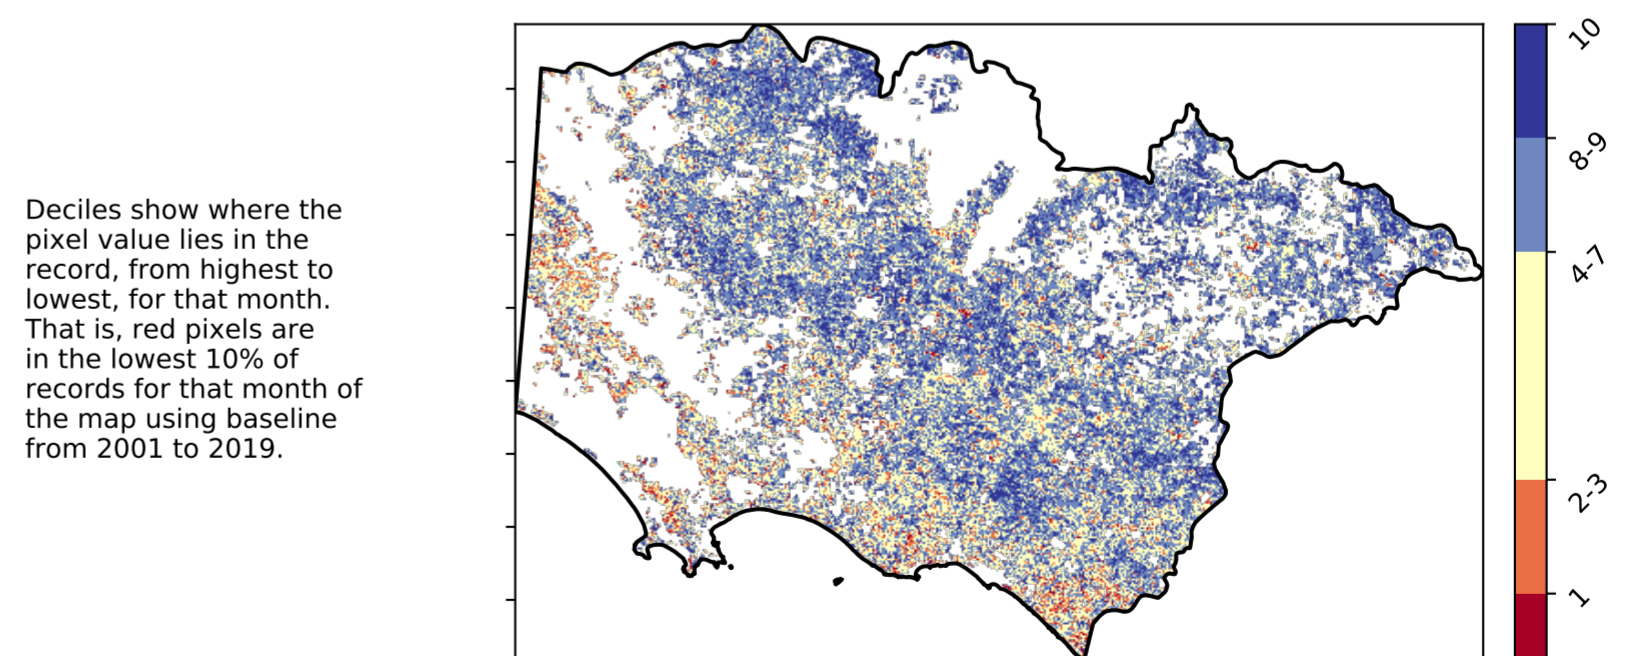 Deciles show where the
pixel value lies in the
record, from highest to
lowest, for that month.
That is, red pixels are
in the lowest 10% of
records for that month of
the map using baseline
from 2001 to 2019.
10
8-9
4-7
2-3
1